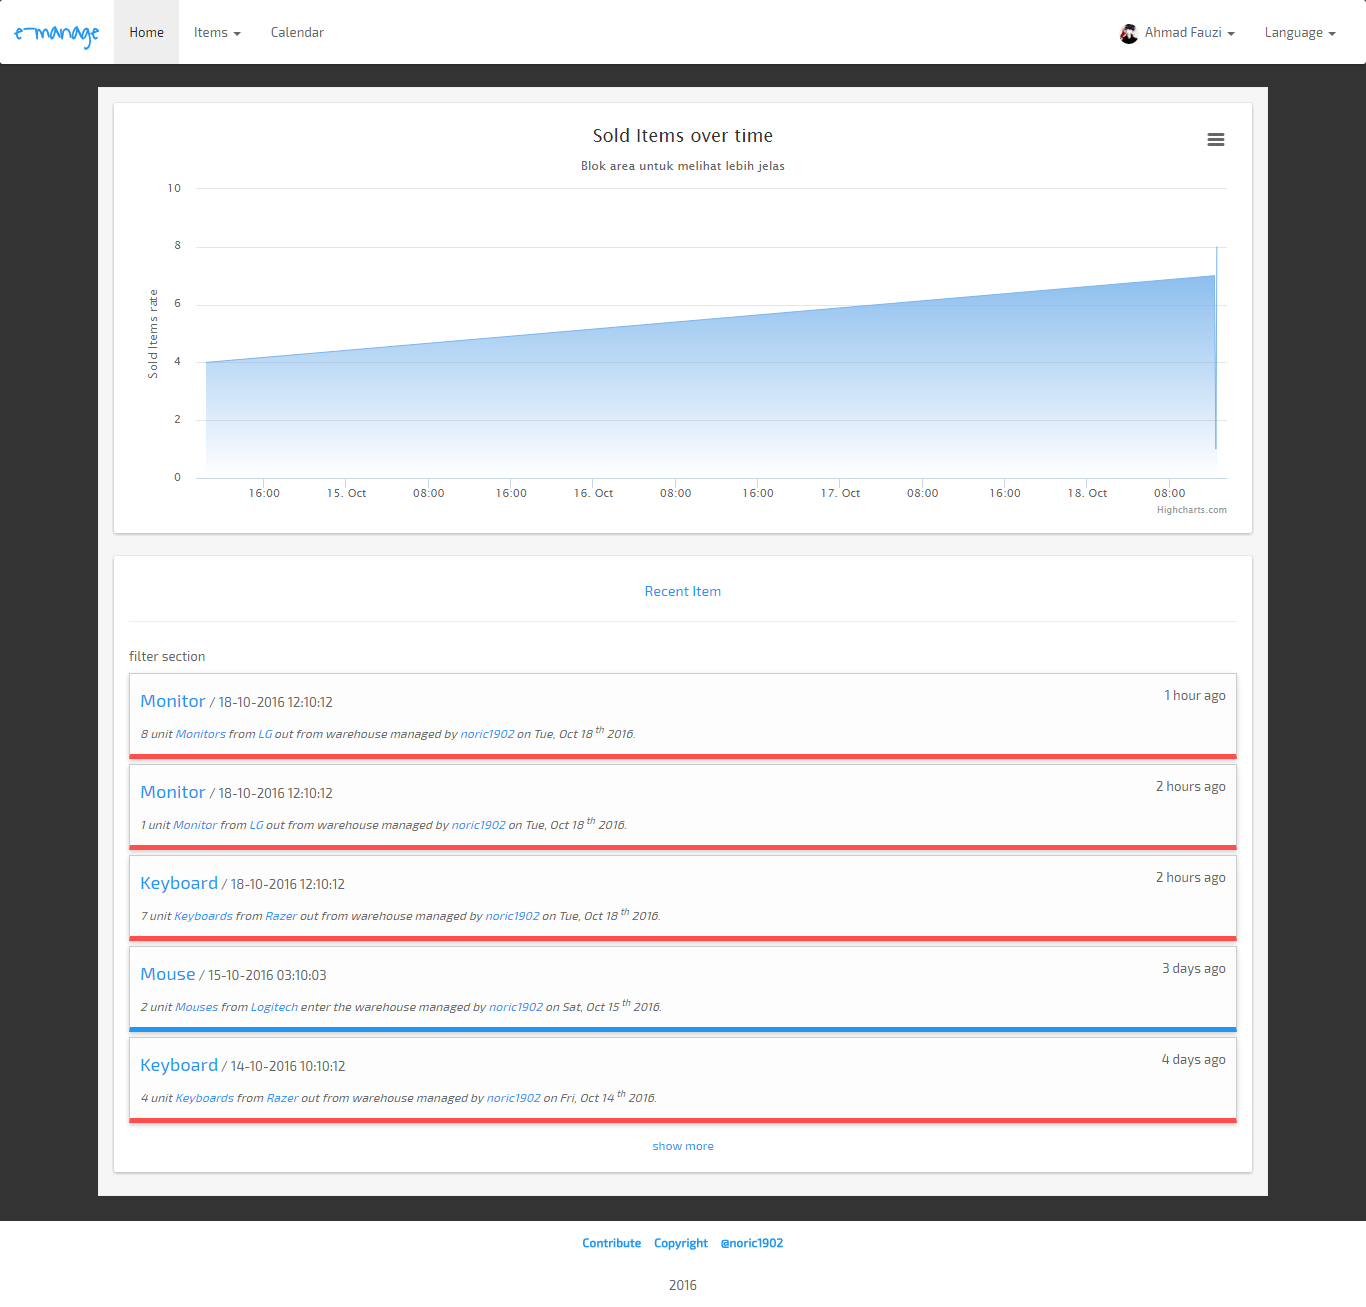 e-manage Home Items Calendar Ahmad Fauzi Language
Sold Items over time
Blok area untuk melihat lebih jelas
10
8
6
4
2
0
Sold Items rate
16:00 15. Oct 08:00 16:00 16. Oct 08:00 16:00 17. Oct 08:00 16:00 18. Oct 08:00
Highcharts.com
Recent Item
filter section
Monitor / 18-10-2016 12:10:12 1 hour ago
8 unit Monitors from LG out from warehouse managed by noric1902 on Tue, Oct 18 th 2016.
Monitor / 18-10-2016 12:10:12 2 hours ago
1 unit Monitor from LG out from warehouse managed by noric1902 on Tue, Oct 18 th 2016.
Keyboard / 18-10-2016 12:10:12 2 hours ago
7 unit Keyboards from Razer out from warehouse managed by noric1902 on Tue, Oct 18 th 2016.
Mouse / 15-10-2016 03:10:03 3 days ago
2 unit Mouses from Logitech enter the warehouse managed by noric1902 on Sat, Oct 15 th 2016.
Keyboard / 14-10-2016 10:10:12 4 days ago
4 unit Keyboards from Razer out from warehouse managed by noric1902 on Fri, Oct 14 th 2016.
show more
Contribute Copyright @noric1902
2016